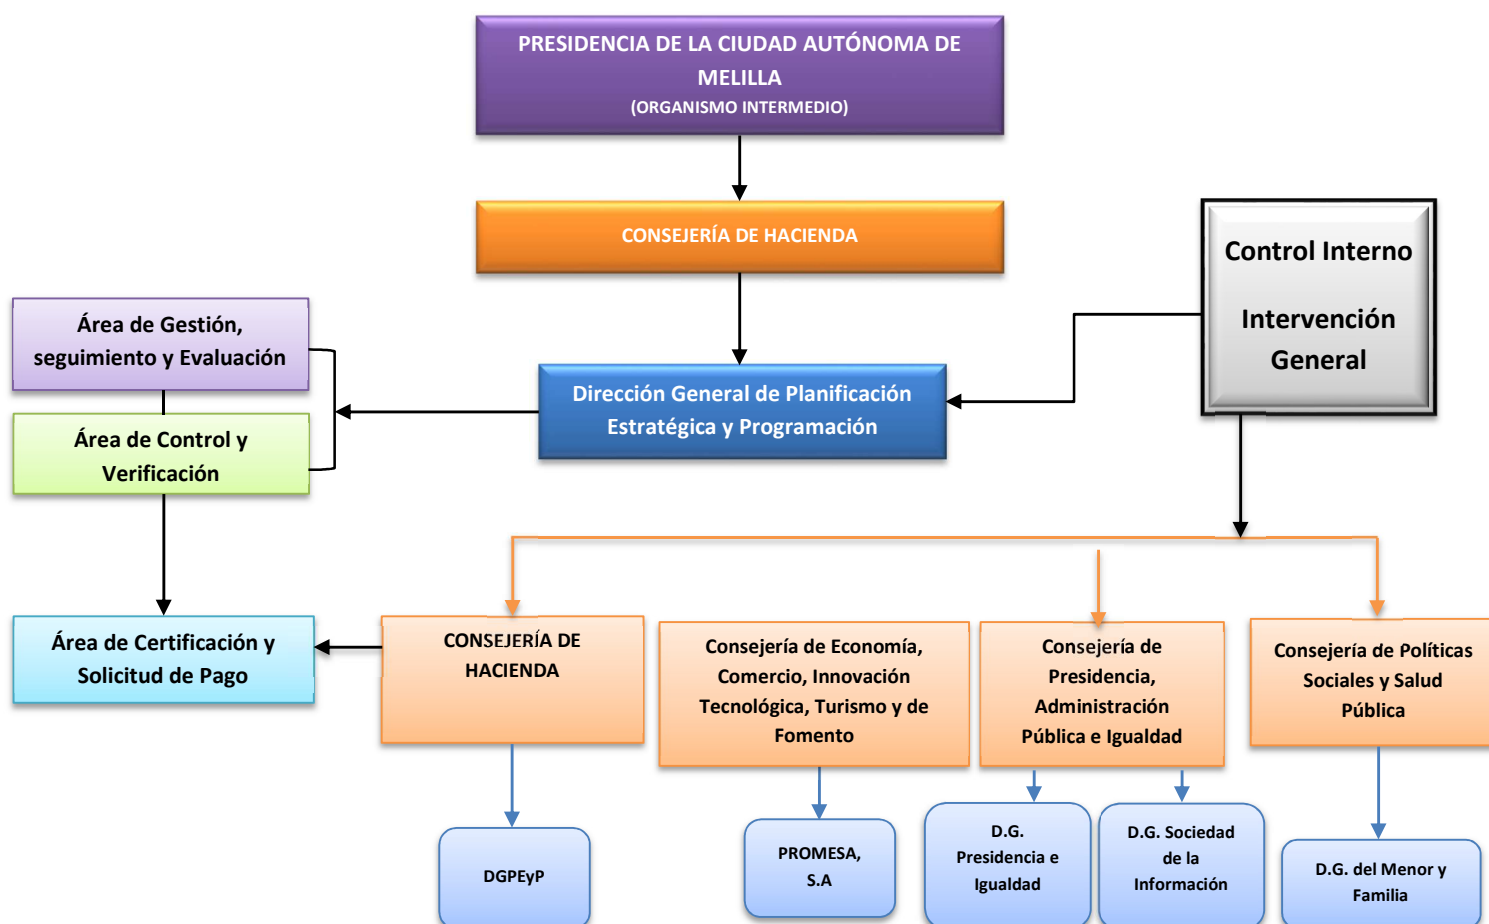 PRESIDENCIA DE LA CIUDAD AUTÓNOMA DE
MELILLA
(ORGANISMO INTERMEDIO)
CONSEJERÍA DE HACIENDA
Control Interno
Intervención
General
Área de Gestión,
seguimiento y Evaluación
Dirección General de Planificación
Estratégica y Programación
Área de Control y
Verificación
Área de Certificación y
Solicitud de Pago
CONSEJERÍA DE
HACIENDA
Consejería de Economía,
Comercio, Innovación
Tecnológica, Turismo y de
Fomento
Consejería de
Presidencia,
Administración
Pública e Igualdad
Consejería de Políticas
Sociales y Salud
Pública
DGPEyP
PROMESA,
S.A
D.G.
Presidencia e
Igualdad
D.G. Sociedad
de la
Información
D.G. del Menor y
Familia